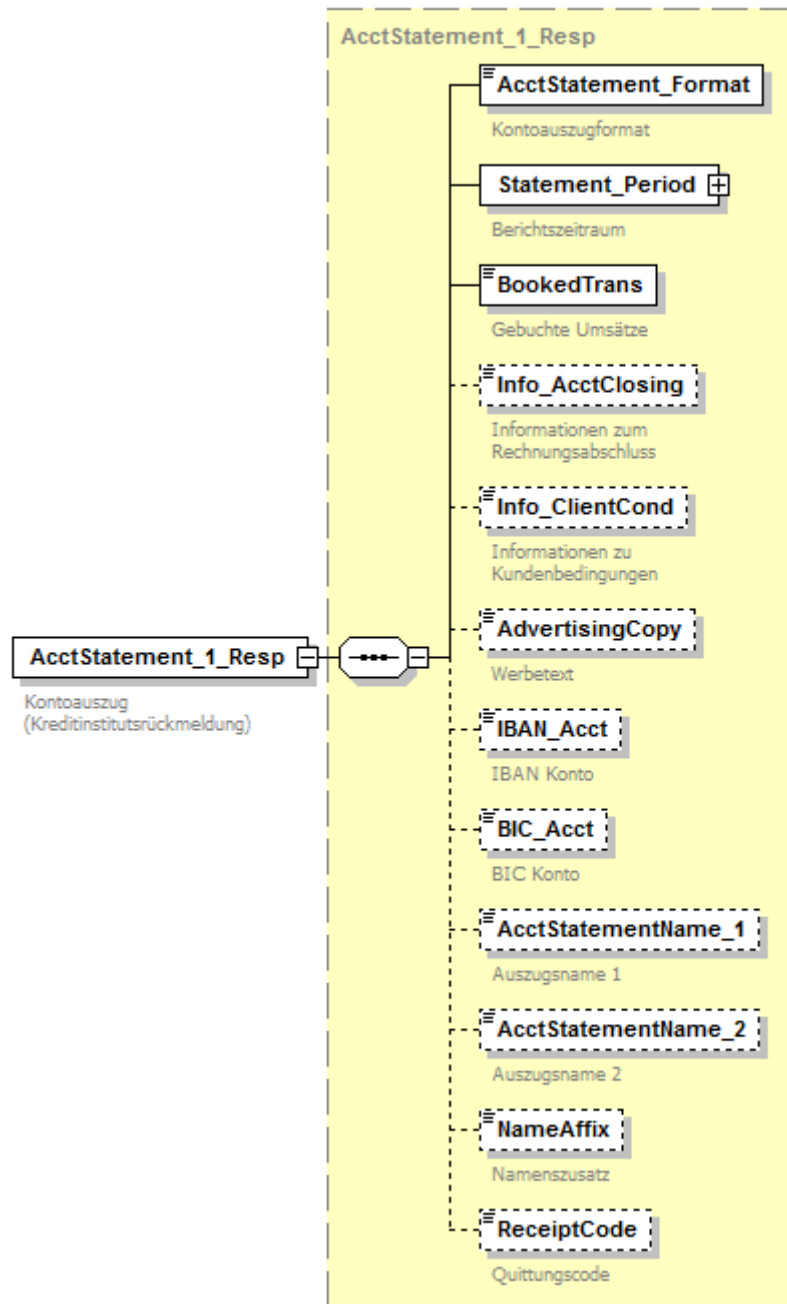 AcctStatement_1_Resp
AcctStatement_Format
Kontoauszugformat
Statement_Period
Berichtszeitraum
BookedTrans
Gebuchte Umsätze
Info_AcctClosing
Informationen zum
Rechnungsabschluss
Info_ClientCond
Informationen zu
Kundenbedingungen
AdvertisingCopy
Werbetext
AcctStatement_1_Resp
Kontoauszug
(Kreditinstitutsrückmeldung)
IBAN_Acct
IBAN Konto
BIC_Acct
BIC Konto
AcctStatementName_1
Auszugsname 1
AcctStatementName_2
Auszugsname 2
NameAffix
Namenszusatz
ReceiptCode
Quittungscode